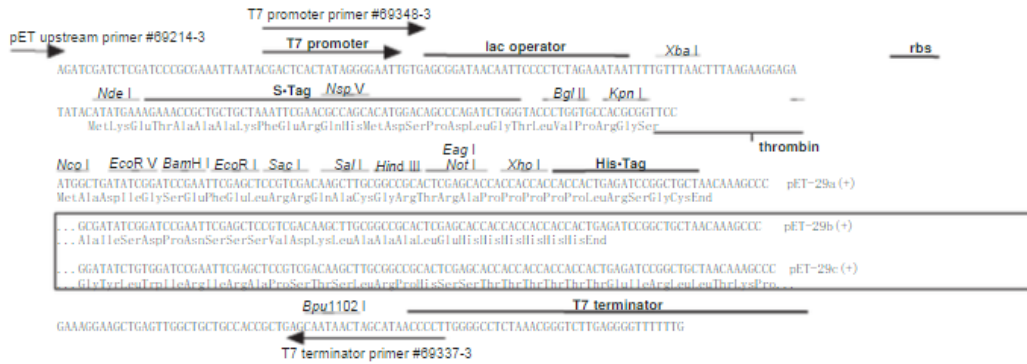 T7 promoter primer #69348-3
pET upstream primer #69214-3
T7 promoter
lac operator
Xba I
rbs
AGATCGATCTCGATCCCGCGAAATTAATACGACTCACTATAGGGGAATTGTGAGCGGATAACAATTCCCCTCTAGAAATAATTTTGTTTAACTTTAAGAAGGAGA
Nde I
S•Tag
Nsp V
Bgl II
Kpn I
TATACATATGAAAGAAACCGCTGCTGCTAAATTCGAACGCCAGCACATGGACAGCCCAGATCTGGGTACCCTGGTGCCACGCGGTTCC
MetLysGluThrAlaAlaAlaLysPheGluArgGlnHisMetAspSerProAspLeuGlyThrLeuValProArgGlySer
thrombin
Nco I
EcoR V
BamH I
EcoR I
Sac I
Sal I
Hind III
Eag I
Not I
Xho I
His•Tag
ATGGCTGATATCGGATCCGAATTCGAGCTCCGTCGACAAGCTTGCGGCCGCACTCGAGCACCACCACCACCACCACTGAGATCCGGCTGCTAACAAAGCCC pET-29a(+)
MetAlaAspIleGlySerGluPheGluLeuArgArgGlnAlaCysGlyArgThrArgAlaProProProProProProLeuArgSerGlyCysEnd
...GCGATATCGGATCCGAATTCGAGCTCCGTCGACAAGCTTGCGGCCGCACTCGAGCACCACCACCACCACCACTGAGATCCGGCTGCTAACAAAGCCC pET-29b(+)
...AlaIleSerAspProAsnSerSerSerValAspLysLeuAlaAlaAlaLeuGluHisHisHisHisHisHisEnd
...GGATATCTGTGGATCCGAATTCGAGCTCCGTCGACAAGCTTGCGGCCGCACTCGAGCACCACCACCACCACCACTGAGATCCGGCTGCTAACAAAGCCC pET-29c(+)
...GlyTyrLeuTrpIleArgIleArgAlaProSerThrSerLeuArgProHisSerSerThrThrThrThrThrThrGluIleArgLeuLeuThrLysPro...
Bpu1102 I
T7 terminator
GAAAGGAAGCTGAGTTGGCTGCTGCCACCGCTGAGCAATAACTAGCATAACCCCTTGGGGCCTCTAAACGGGTCTTGAGGGGTTTTTTG
T7 terminator primer #69337-3